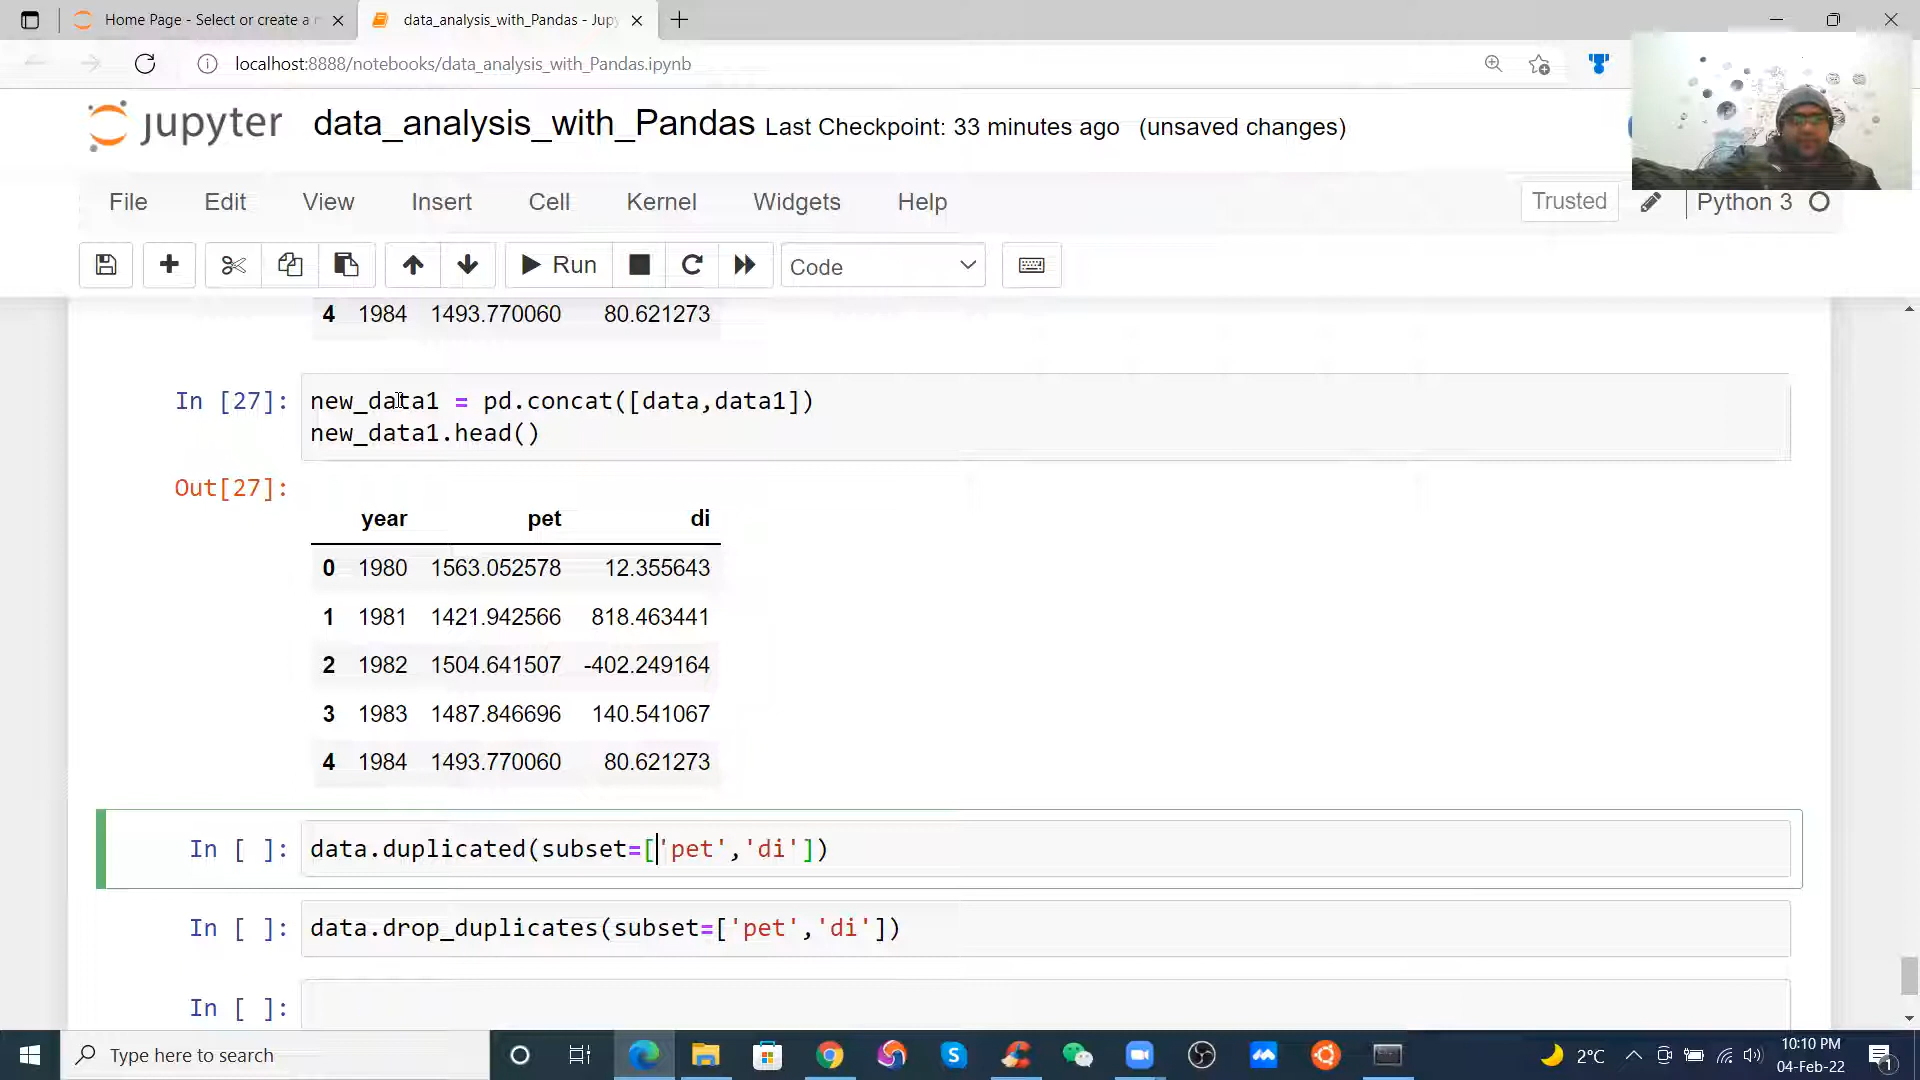 Home Page - Select or create a n
data_analysis_with_Pandas - Jup
localhost:8888/notebooks/data_analysis_with_Pandas.ipynb
jupyter data_analysis_with_Pandas Last Checkpoint: 33 minutes ago (unsaved changes)
File Edit View Insert Cell Kernel Widgets Help Trusted Python 3
Run Code
4 1984 1493.770060 80.621273
In [27]: new_data1 = pd.concat([data,data1])
new_data1.head()
Out[27]:
year pet di
0 1980 1563.052578 12.355643
1 1981 1421.942566 818.463441
2 1982 1504.641507 -402.249164
3 1983 1487.846696 140.541067
4 1984 1493.770060 80.621273
In [ ]: data.duplicated(subset=['pet','di'])
In [ ]: data.drop_duplicates(subset=['pet','di'])
In [ ]:
Type here to search
2°C
10:10 PM
04-Feb-22
1